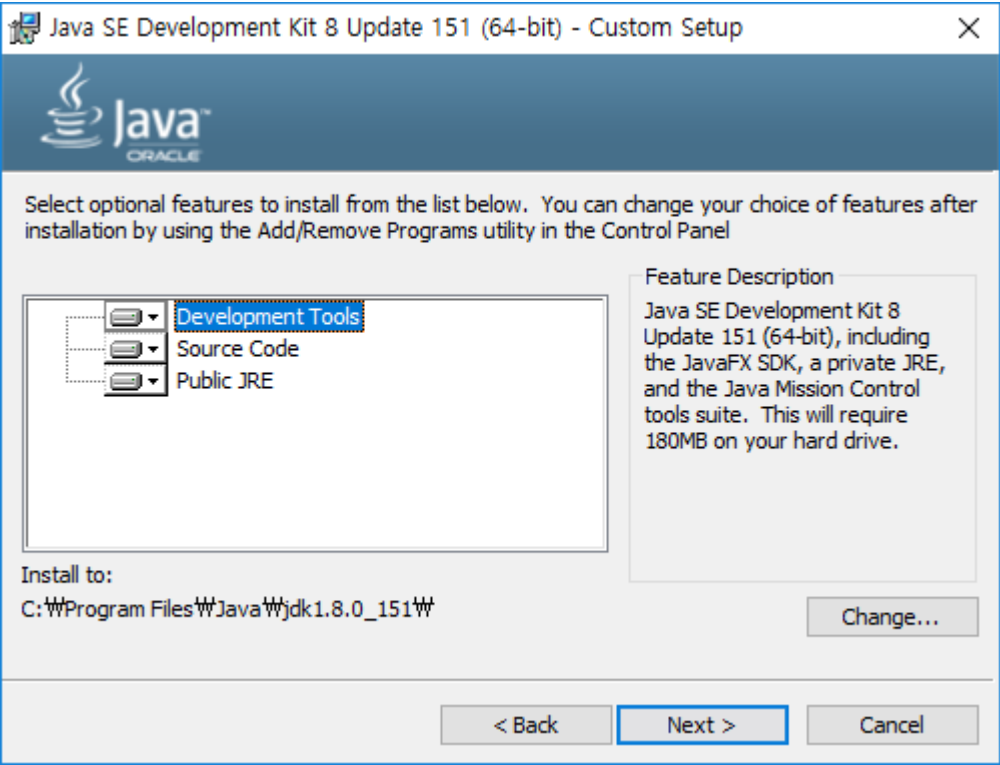 Java SE Development Kit 8 Update 151 (64-bit) - Custom Setup
Java™
ORACLE
Select optional features to install from the list below.  You can change your choice of features after
installation by using the Add/Remove Programs utility in the Control Panel
Development Tools
Source Code
Public JRE
Feature Description
Java SE Development Kit 8
Update 151 (64-bit), including
the JavaFX SDK, a private JRE,
and the Java Mission Control
tools suite.  This will require
180MB on your hard drive.
Install to:
C:₩Program Files₩Java₩jdk1.8.0_151₩
Change...
< Back
Next >
Cancel